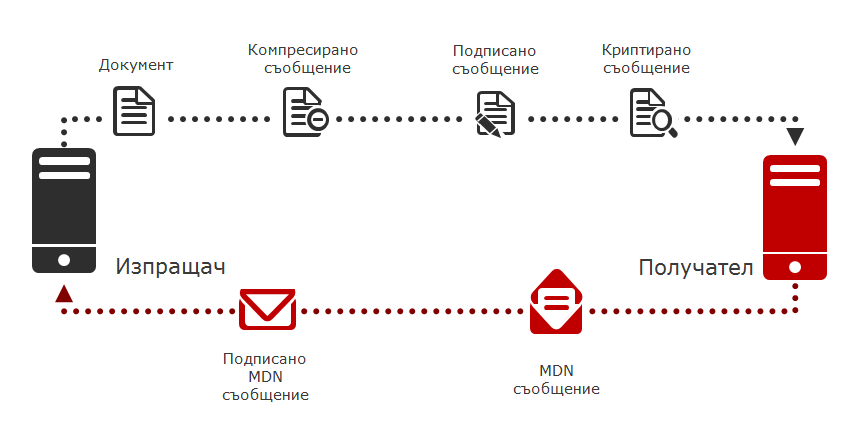 Документ
Компресирано
съобщение
Подписано
съобщение
Криптирано
съобщение
Изпращач
Получател
Подписано
MDN
съобщение
MDN
съобщение